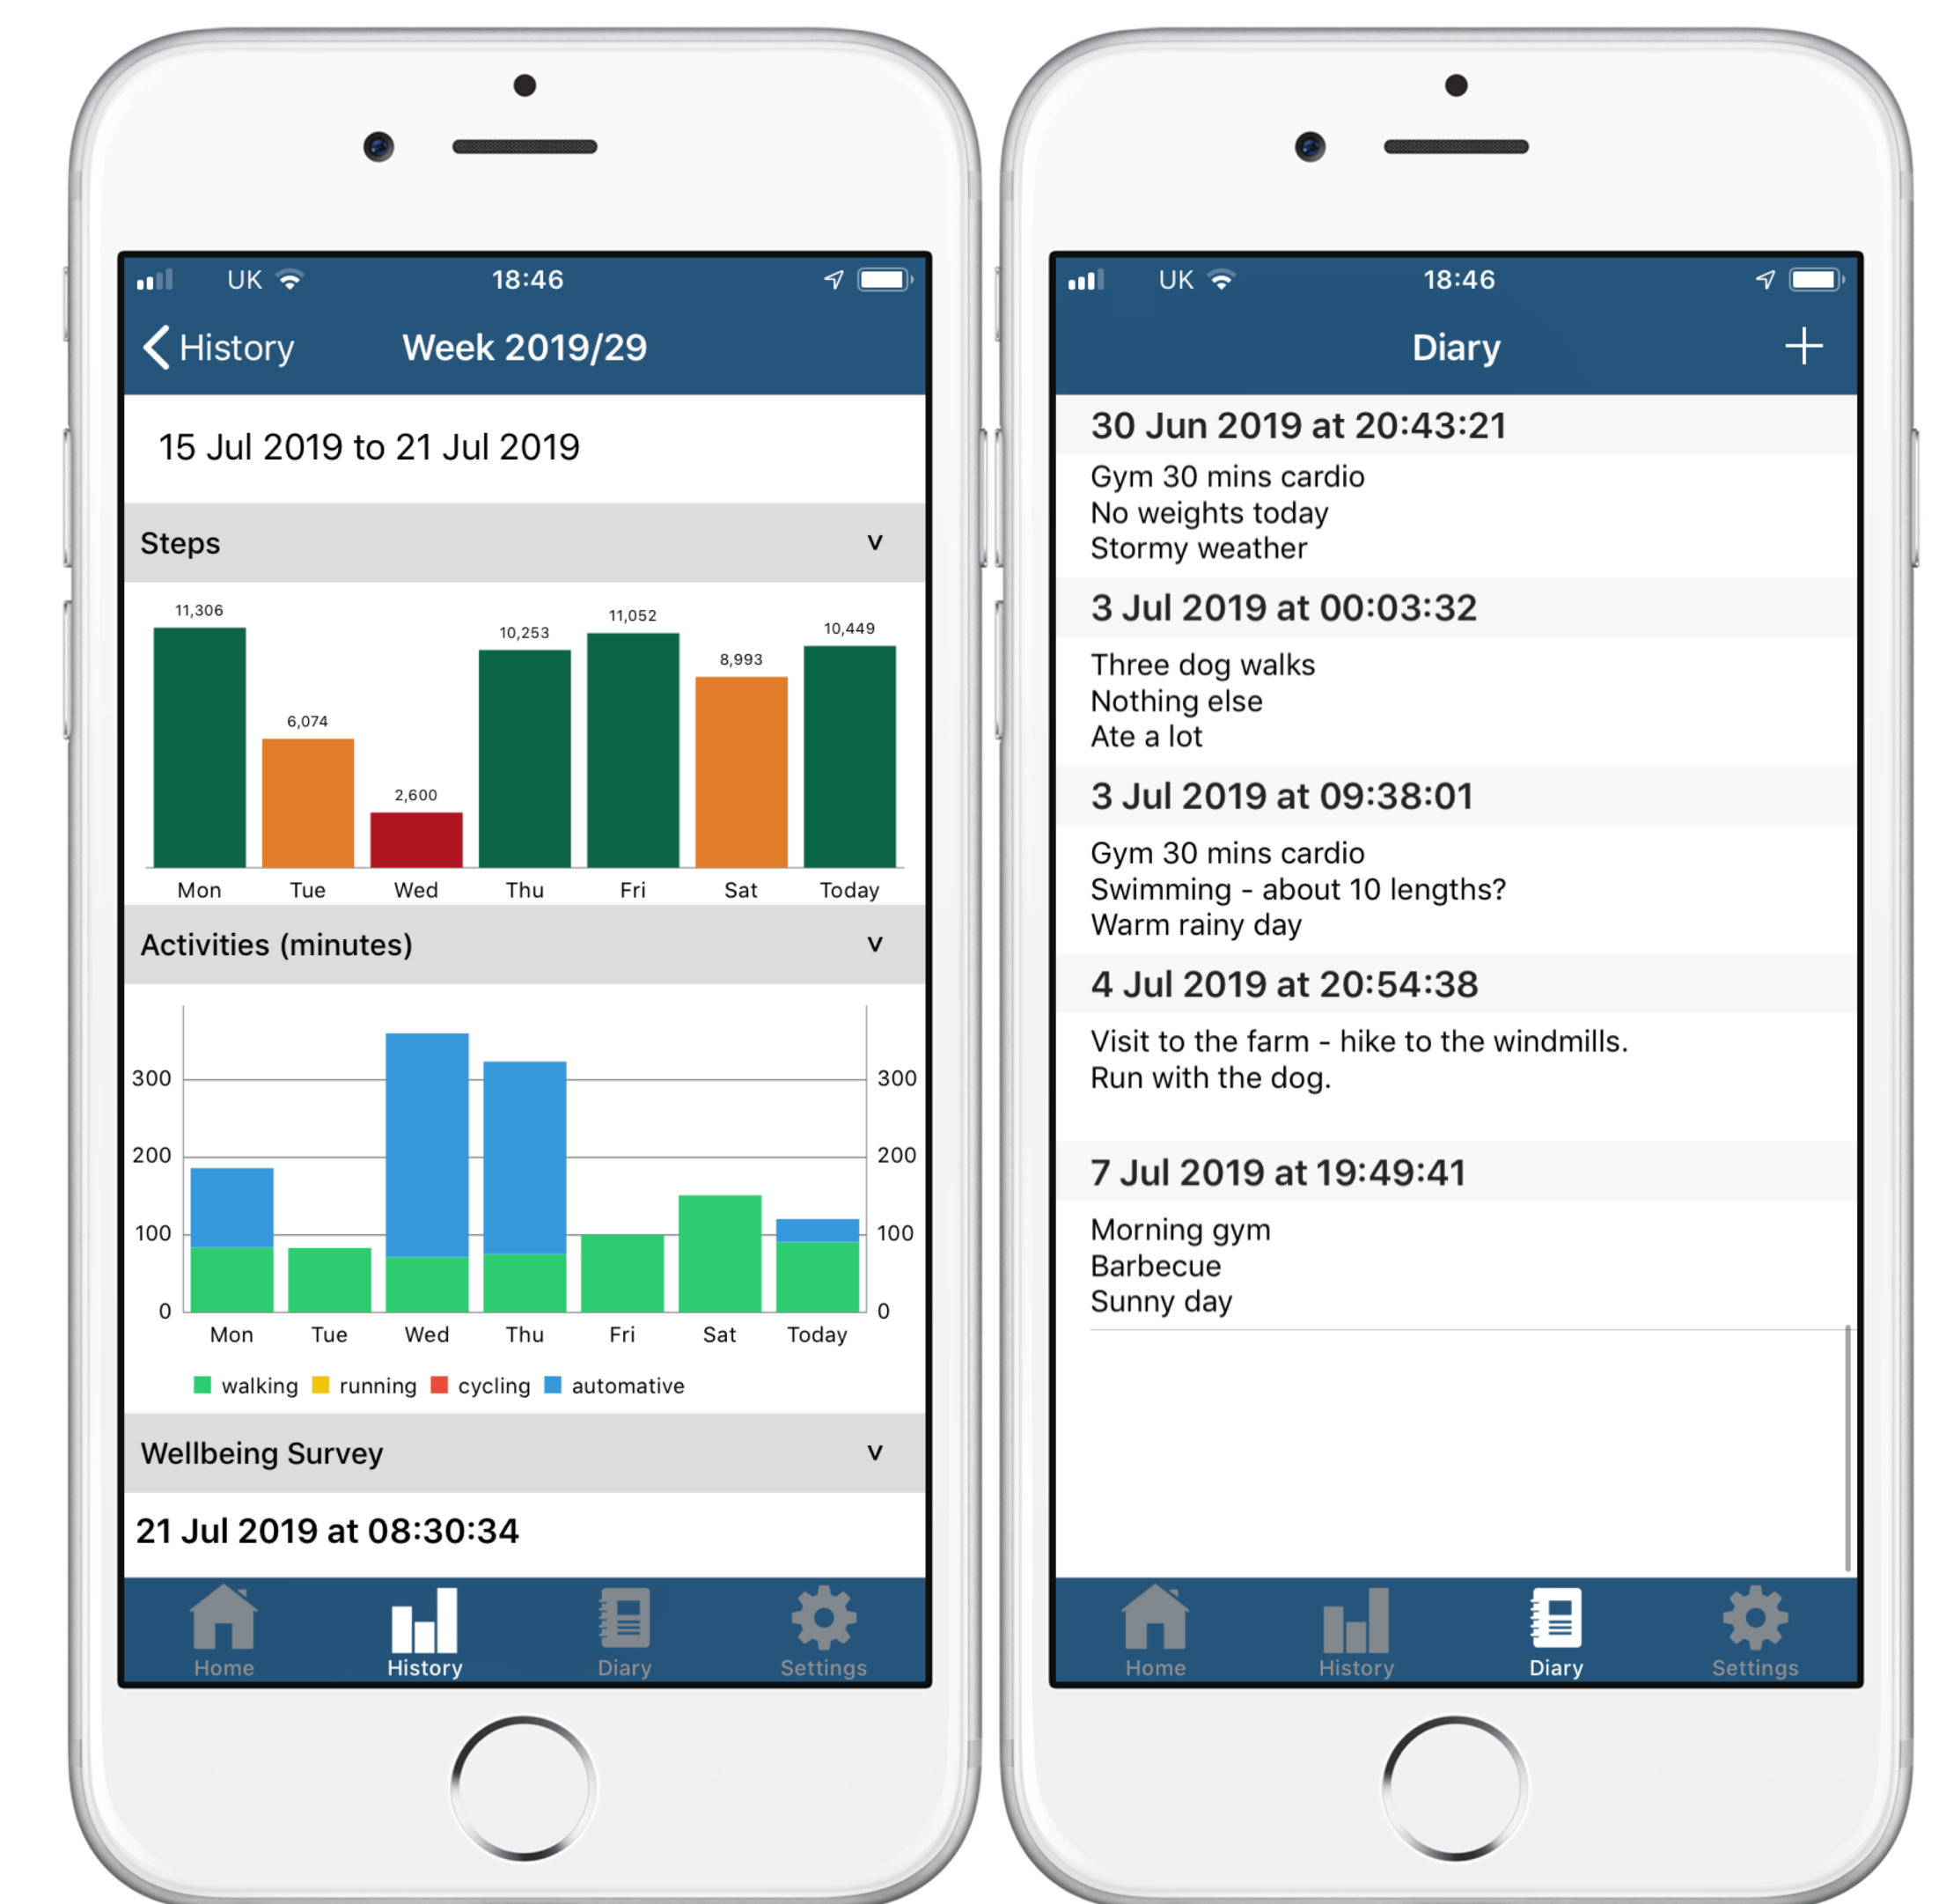 UK 18:46
History Week 2019/29
15 Jul 2019 to 21 Jul 2019
Steps v
11,306
6,074
2,600
10,253
11,052
8,993
10,449
Mon Tue Wed Thu Fri Sat Today
Activities (minutes) v
300 300
200 200
100 100
0 0
Mon Tue Wed Thu Fri Sat Today
walking running cycling automative
Wellbeing Survey v
21 Jul 2019 at 08:30:34
Home History Diary Settings
UK 18:46
Diary +
30 Jun 2019 at 20:43:21
Gym 30 mins cardio
No weights today
Stormy weather
3 Jul 2019 at 00:03:32
Three dog walks
Nothing else
Ate a lot
3 Jul 2019 at 09:38:01
Gym 30 mins cardio
Swimming - about 10 lengths?
Warm rainy day
4 Jul 2019 at 20:54:38
Visit to the farm - hike to the windmills.
Run with the dog.
7 Jul 2019 at 19:49:41
Morning gym
Barbecue
Sunny day
Home History Diary Settings